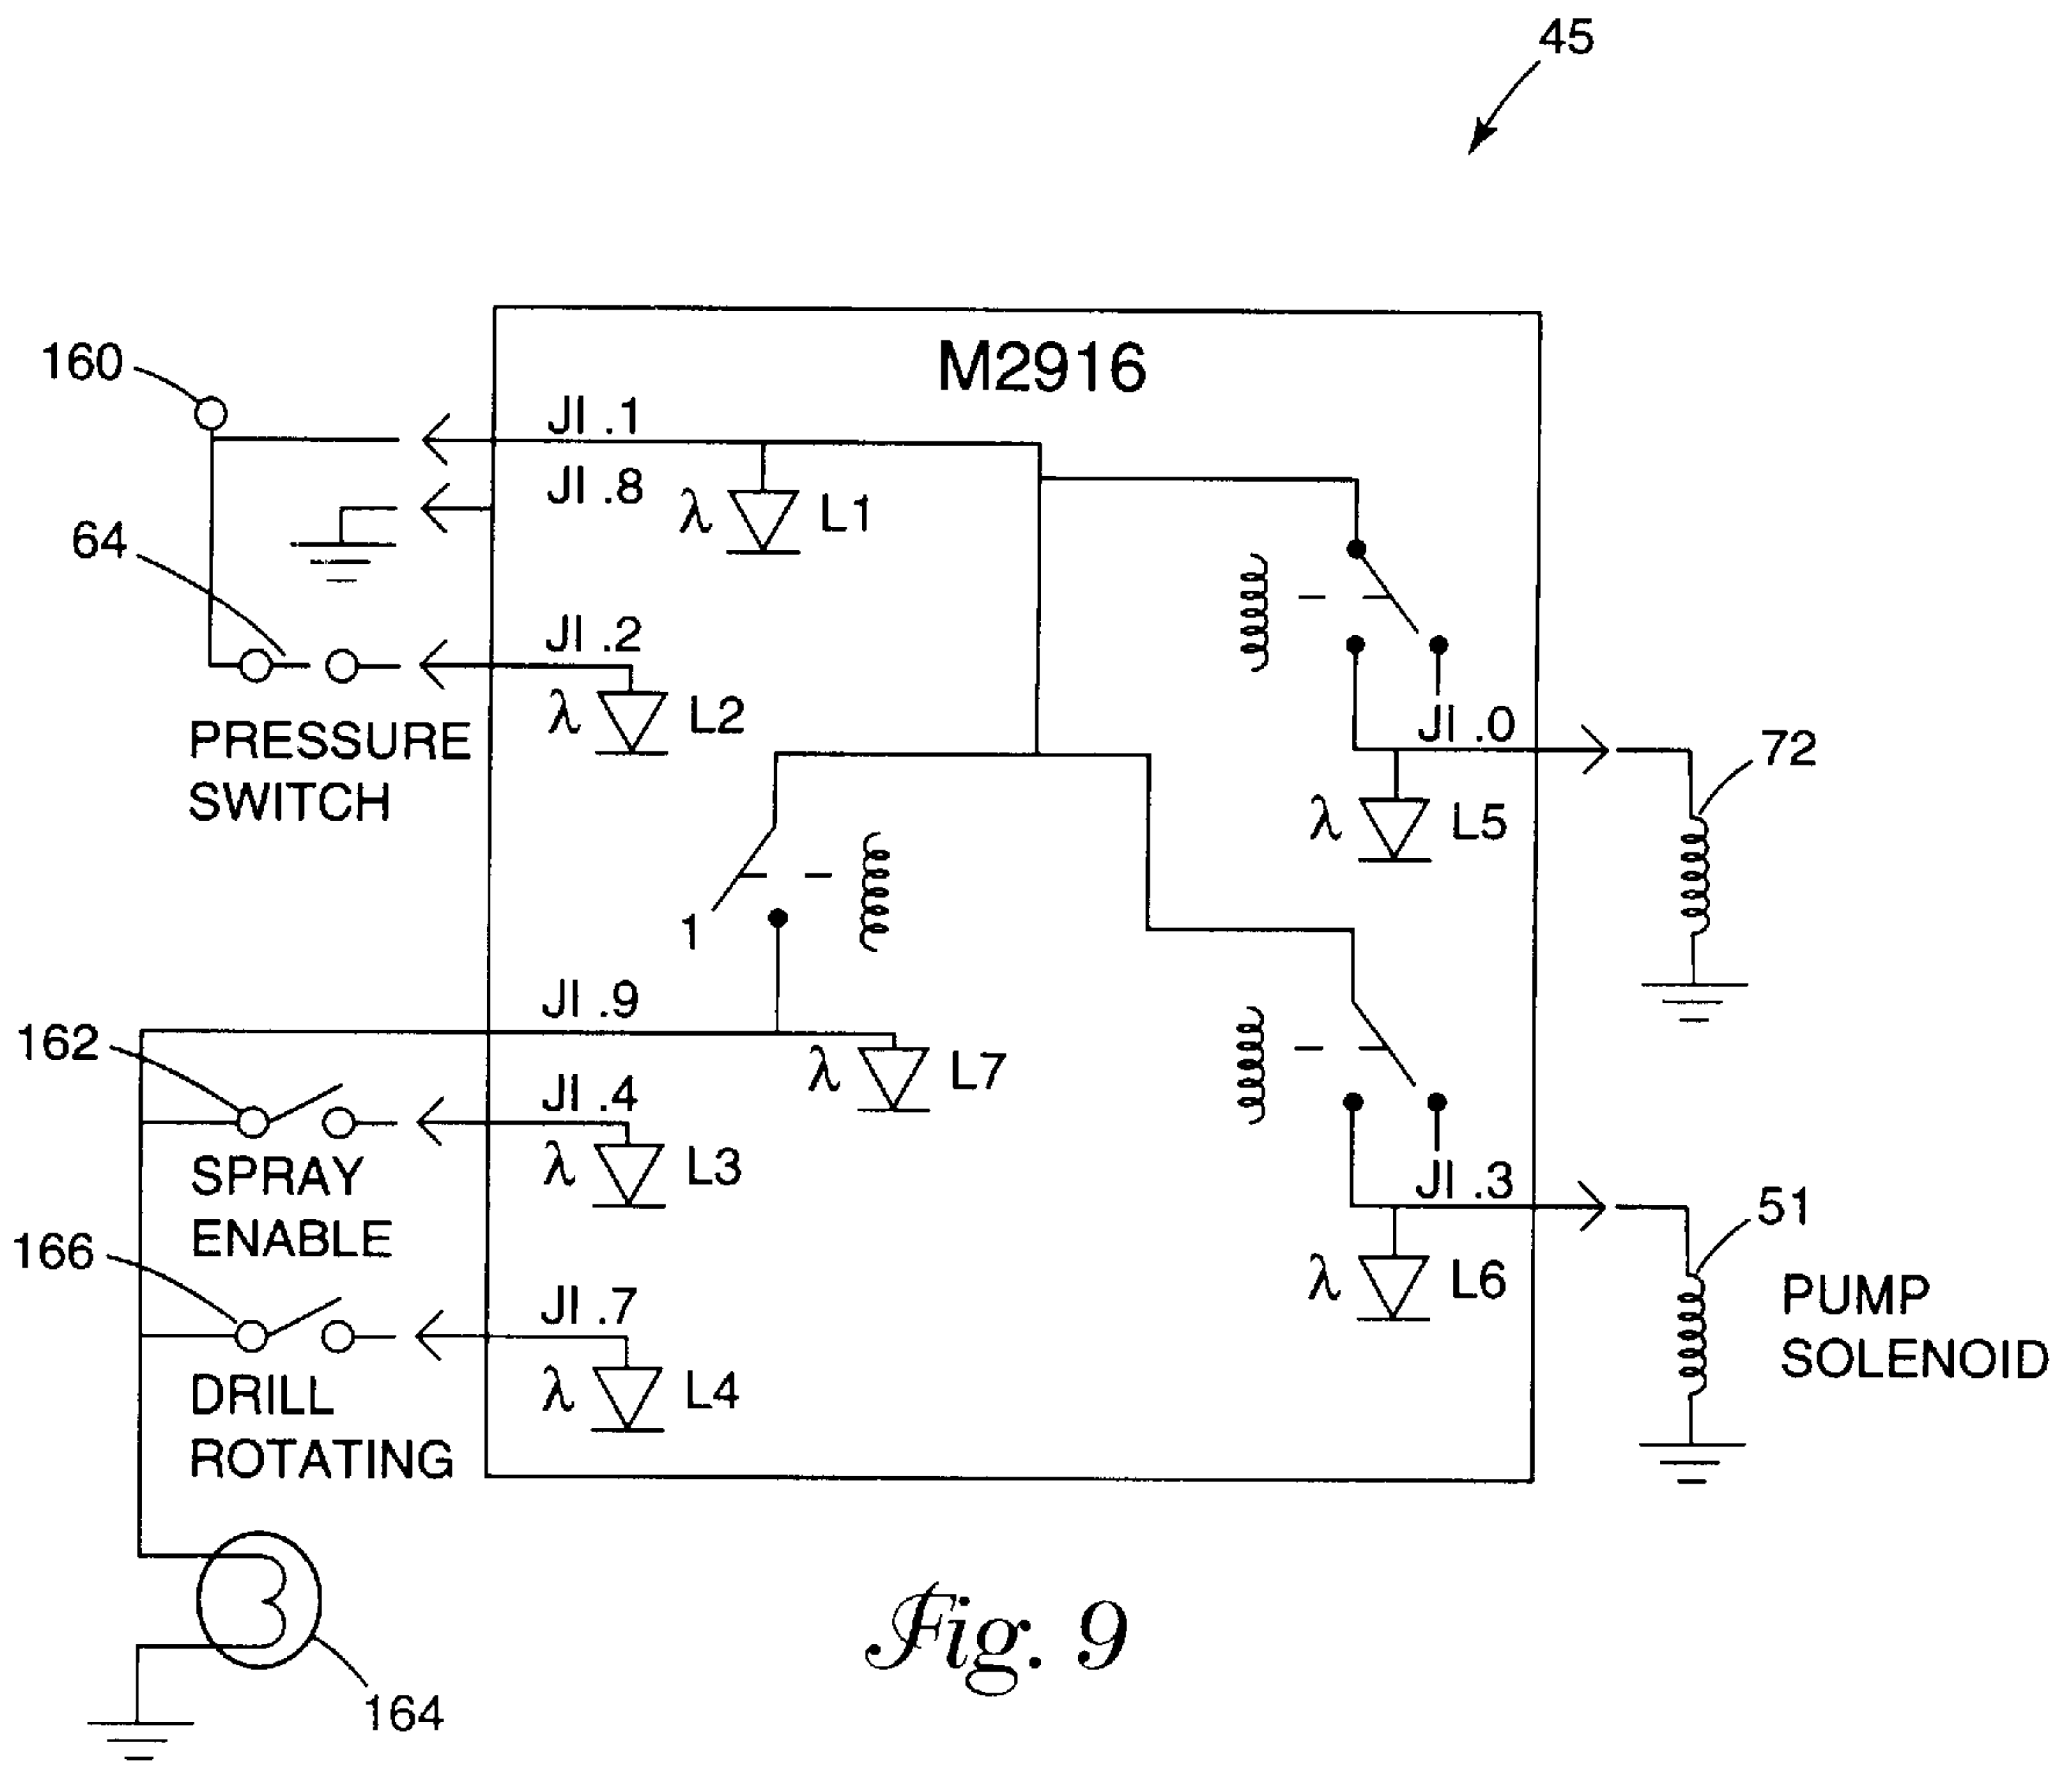 45
M2916
160
JI .1
JI .8
λ
L1
64
JI .2
λ
L2
PRESSURE
SWITCH
JI .0
72
λ
L5
1
JI .9
162
λ
L7
JI .4
λ
L3
SPRAY
ENABLE
JI .3
51
166
λ
L6
PUMP
SOLENOID
JI .7
λ
L4
DRILL
ROTATING
164
Fig. 9